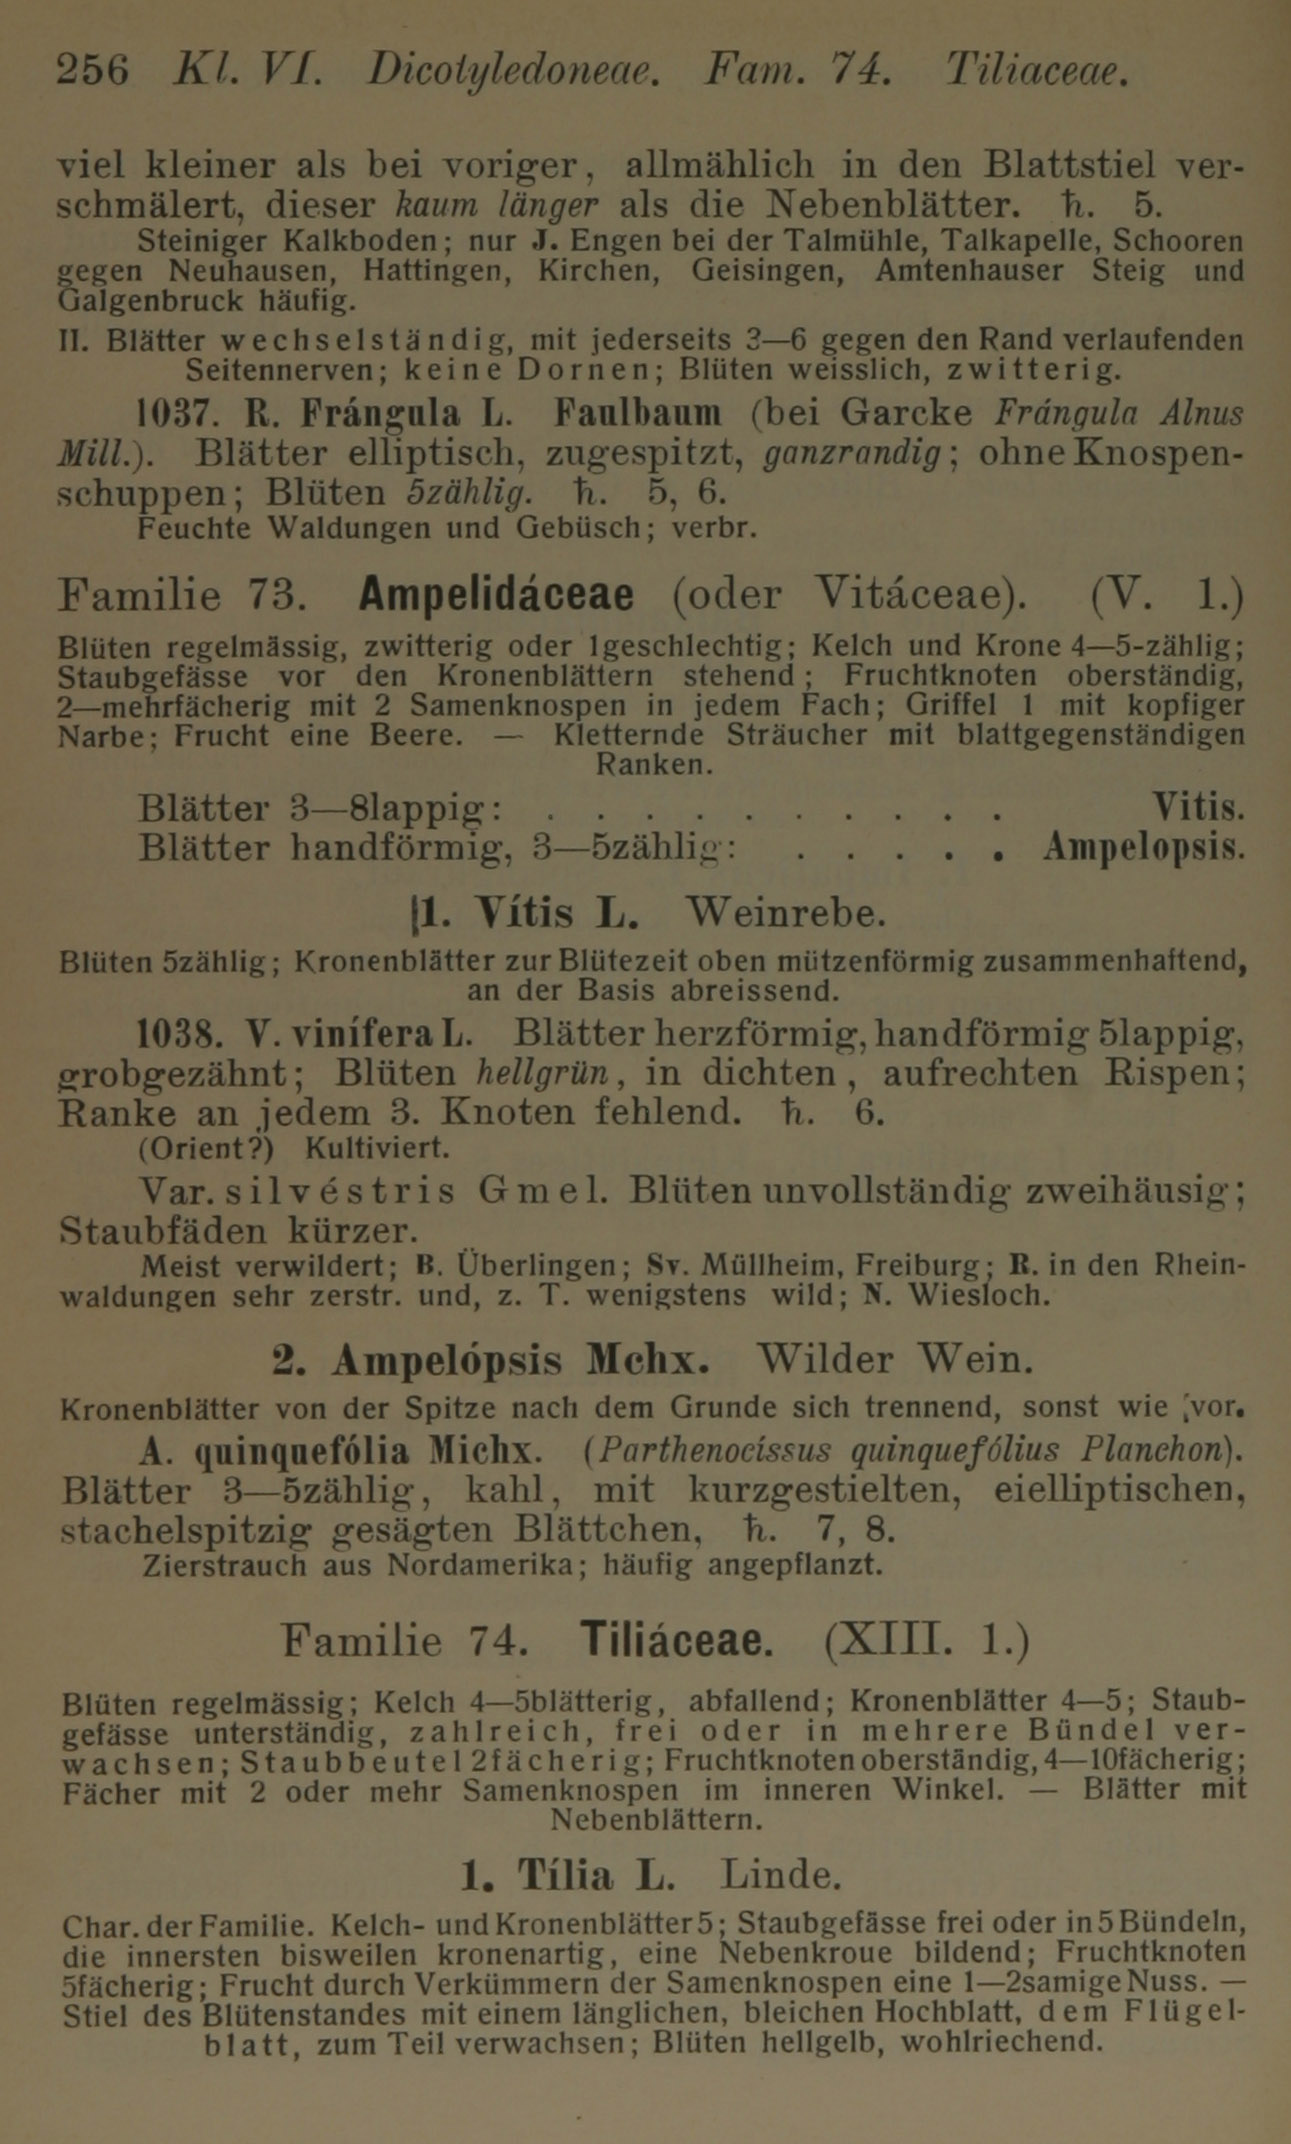 256 Kl. VI. Dicotyledoneae. Fam. 74. Tiliaceae.
viel kleiner als bei voriger, allmählich in den Blattstiel ver-
schmälert, dieser kaum länger als die Nebenblätter. ћ. 5.
Steiniger Kalkboden; nur J. Engen bei der Talmühle, Talkapelle, Schooren
gegen Neuhausen, Hattingen, Kirchen, Geisingen, Amtenhauser Steig und
Galgenbruck häufig.
II. Blätter wechselständig, mit jederseits 3—6 gegen den Rand verlaufenden
Seitennerven; keine Dornen; Blüten weisslich, zwitterig.
1037. R. Frángula L. Faulbaum (bei Garcke Frángula Alnus
Mill.). Blätter elliptisch, zugespitzt, ganzrandig; ohne Knospen-
schuppen; Blüten 5zählig. ћ. 5, 6.
Feuchte Waldungen und Gebüsch; verbr.
Familie 73. Ampelidáceae (oder Vitáceae). (V. 1.)
Blüten regelmässig, zwitterig oder 1geschlechtig; Kelch und Krone 4—5-zählig;
Staubgefässe vor den Kronenblättern stehend; Fruchtknoten oberständig,
2—mehrfächerig mit 2 Samenknospen in jedem Fach; Griffel 1 mit kopfiger
Narbe; Frucht eine Beere. — Kletternde Sträucher mit blattgegenständigen
Ranken.
Blätter 3—8lappig: . . . . . . . . . . Vitis.
Blätter handförmig, 3—5zählig: . . . . . Ampelopsis.
|1. Vítis L. Weinrebe.
Blüten 5zählig; Kronenblätter zur Blütezeit oben mützenförmig zusammenhaftend,
an der Basis abreissend.
1038. V. vinífera L. Blätter herzförmig, handförmig 5lappig,
grobgezähnt; Blüten hellgrün, in dichten, aufrechten Rispen;
Ranke an jedem 3. Knoten fehlend. ћ. 6.
(Orient?) Kultiviert.
Var. silvéstris Gmel. Blüten unvollständig zweihäusig;
Staubfäden kürzer.
Meist verwildert; B. Überlingen; Sv. Müllheim, Freiburg; R. in den Rhein-
waldungen sehr zerstr. und, z. T. wenigstens wild; N. Wiesloch.
2. Ampelópsis Mchx. Wilder Wein.
Kronenblätter von der Spitze nach dem Grunde sich trennend, sonst wie vor.
A. quinquefólia Michx. (Parthenocíssus quinquefólius Planchon).
Blätter 3—5zählig, kahl, mit kurzgestielten, eielliptischen,
stachelspitzig gesägten Blättchen, ћ. 7, 8.
Zierstrauch aus Nordamerika; häufig angepflanzt.
Familie 74. Tiliáceae. (XIII. 1.)
Blüten regelmässig; Kelch 4—5blätterig, abfallend; Kronenblätter 4—5; Staub-
gefässe unterständig, zahlreich, frei oder in mehrere Bündel ver-
wachsen; Staubbeutel 2fächerig; Fruchtknoten oberständig, 4—10fächerig;
Fächer mit 2 oder mehr Samenknospen im inneren Winkel. — Blätter mit
Nebenblättern.
1. Tília L. Linde.
Char. der Familie. Kelch- und Kronenblätter 5; Staubgefässe frei oder in 5 Bündeln,
die innersten bisweilen kronenartig, eine Nebenkroue bildend; Fruchtknoten
5fächerig; Frucht durch Verkümmern der Samenknospen eine 1—2samige Nuss. —
Stiel des Blütenstandes mit einem länglichen, bleichen Hochblatt, dem Flügel-
blatt, zum Teil verwachsen; Blüten hellgelb, wohlriechend.